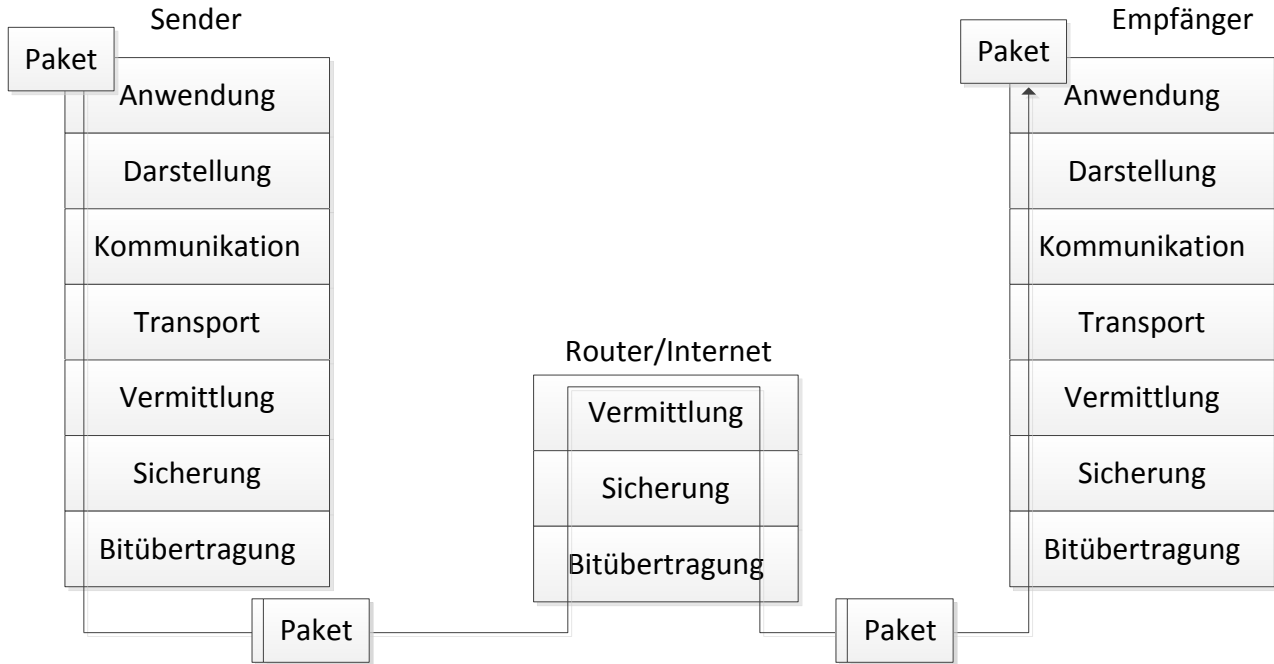 Sender
Paket
Anwendung
Darstellung
Kommunikation
Transport
Vermittlung
Sicherung
Bitübertragung
Paket
Router/Internet
Vermittlung
Sicherung
Bitübertragung
Paket
Empfänger
Paket
Anwendung
Darstellung
Kommunikation
Transport
Vermittlung
Sicherung
Bitübertragung